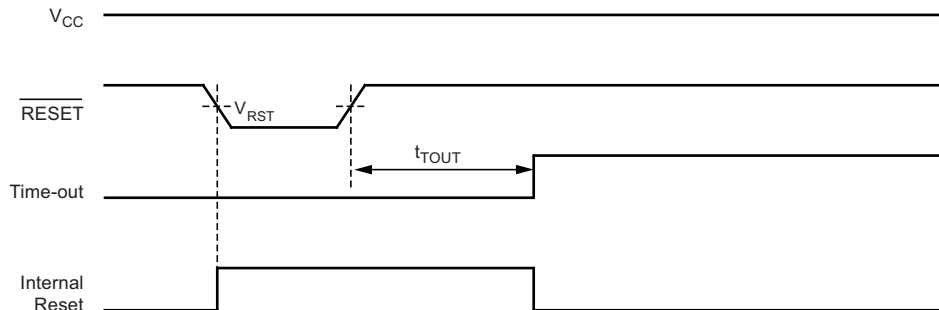 V_CC
RESET
V_RST
t_TOUT
Time-out
Internal
Reset